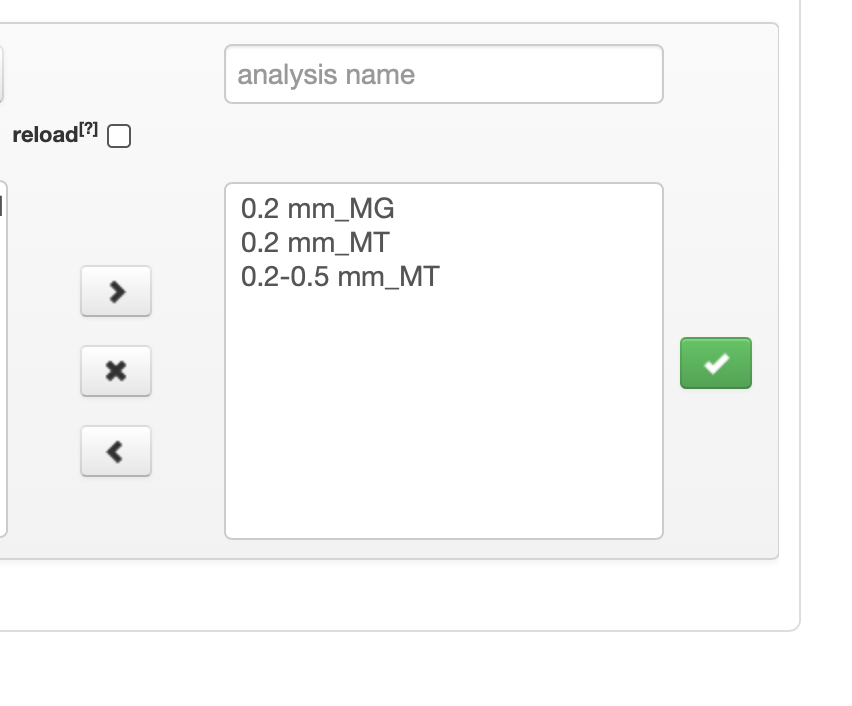 analysis name
reload[?]
0.2 mm_MG
0.2 mm_MT
0.2-0.5 mm_MT